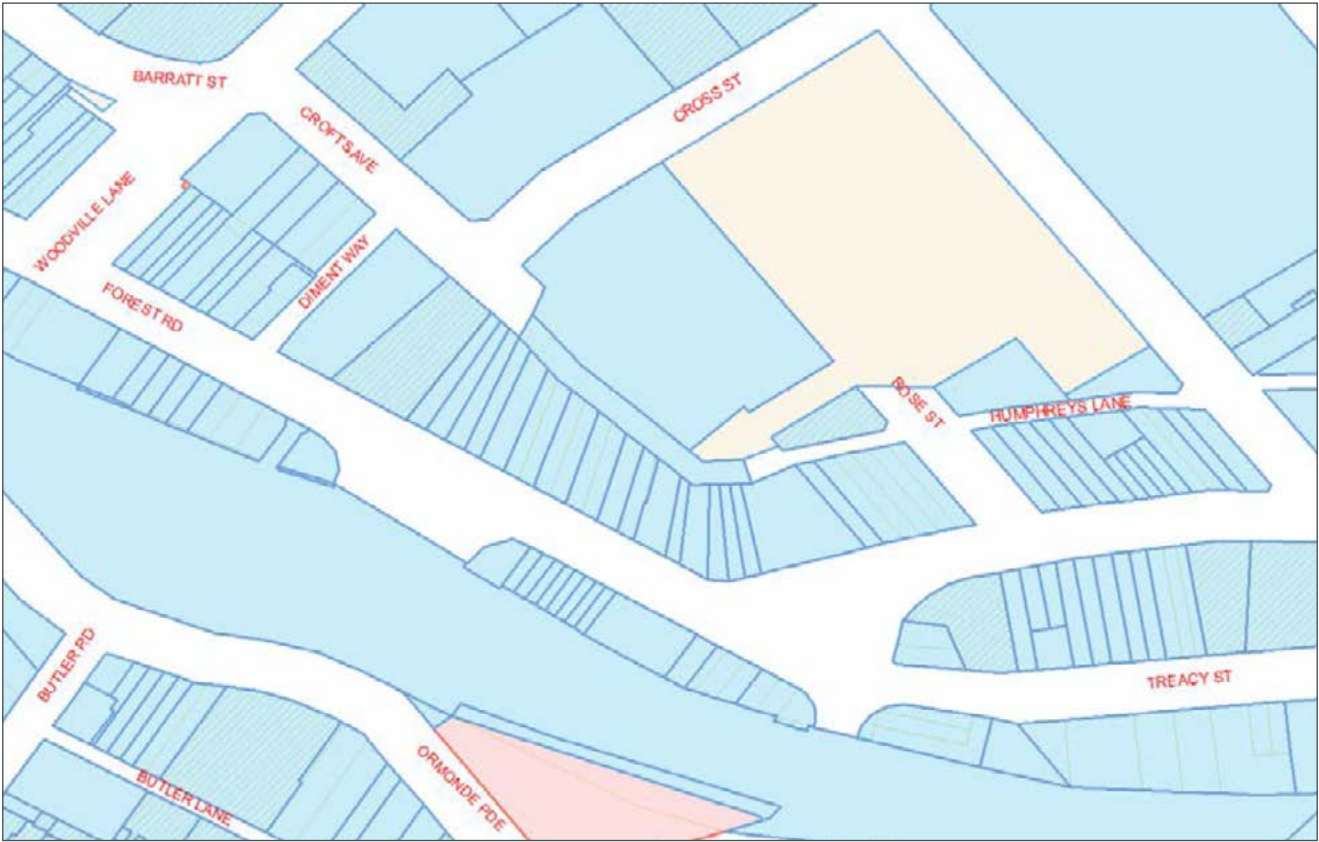 BARRATT ST
CROSS ST
CROFTS AVE
WOODVILLE LANE
DIMENT WAY
FOREST RD
ROSE ST
HUMPHREYS LANE
BUTLER RD
TREACY ST
ORMONDE PDE
BUTLER LANE